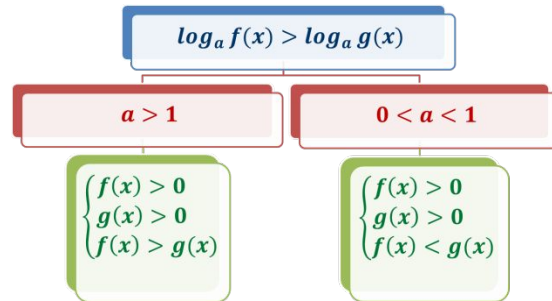 logₐ f(x) > logₐ g(x)
a > 1
0 < a < 1
f(x) > 0
g(x) > 0
f(x) > g(x)
f(x) > 0
g(x) > 0
f(x) < g(x)